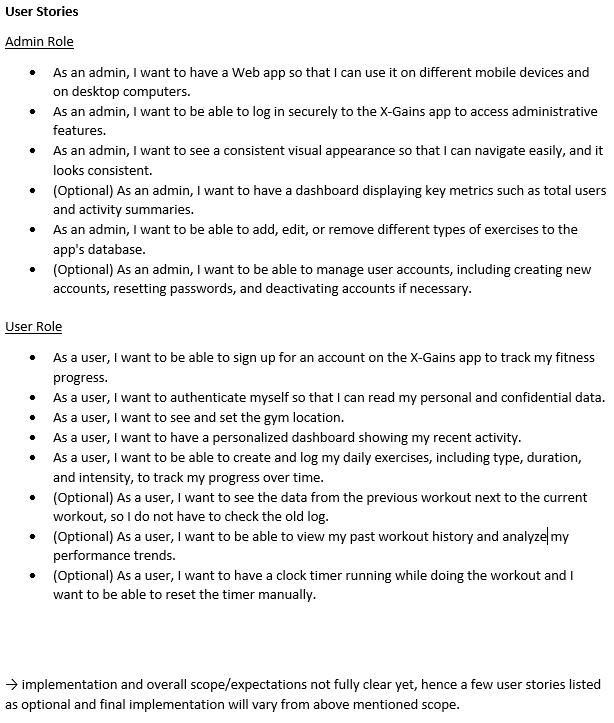 User Stories
Admin Role
• As an admin, I want to have a Web app so that I can use it on different mobile devices and
on desktop computers.
• As an admin, I want to be able to log in securely to the X-Gains app to access administrative
features.
• As an admin, I want to see a consistent visual appearance so that I can navigate easily, and it
looks consistent.
• (Optional) As an admin, I want to have a dashboard displaying key metrics such as total users
and activity summaries.
• As an admin, I want to be able to add, edit, or remove different types of exercises to the
app's database.
• (Optional) As an admin, I want to be able to manage user accounts, including creating new
accounts, resetting passwords, and deactivating accounts if necessary.
User Role
• As a user, I want to be able to sign up for an account on the X-Gains app to track my fitness
progress.
• As a user, I want to authenticate myself so that I can read my personal and confidential data.
• As a user, I want to see and set the gym location.
• As a user, I want to have a personalized dashboard showing my recent activity.
• As a user, I want to be able to create and log my daily exercises, including type, duration,
and intensity, to track my progress over time.
• (Optional) As a user, I want to see the data from the previous workout next to the current
workout, so I do not have to check the old log.
• (Optional) As a user, I want to be able to view my past workout history and analyze my
performance trends.
• (Optional) As a user, I want to have a clock timer running while doing the workout and I
want to be able to reset the timer manually.
→ implementation and overall scope/expectations not fully clear yet, hence a few user stories listed
as optional and final implementation will vary from above mentioned scope.